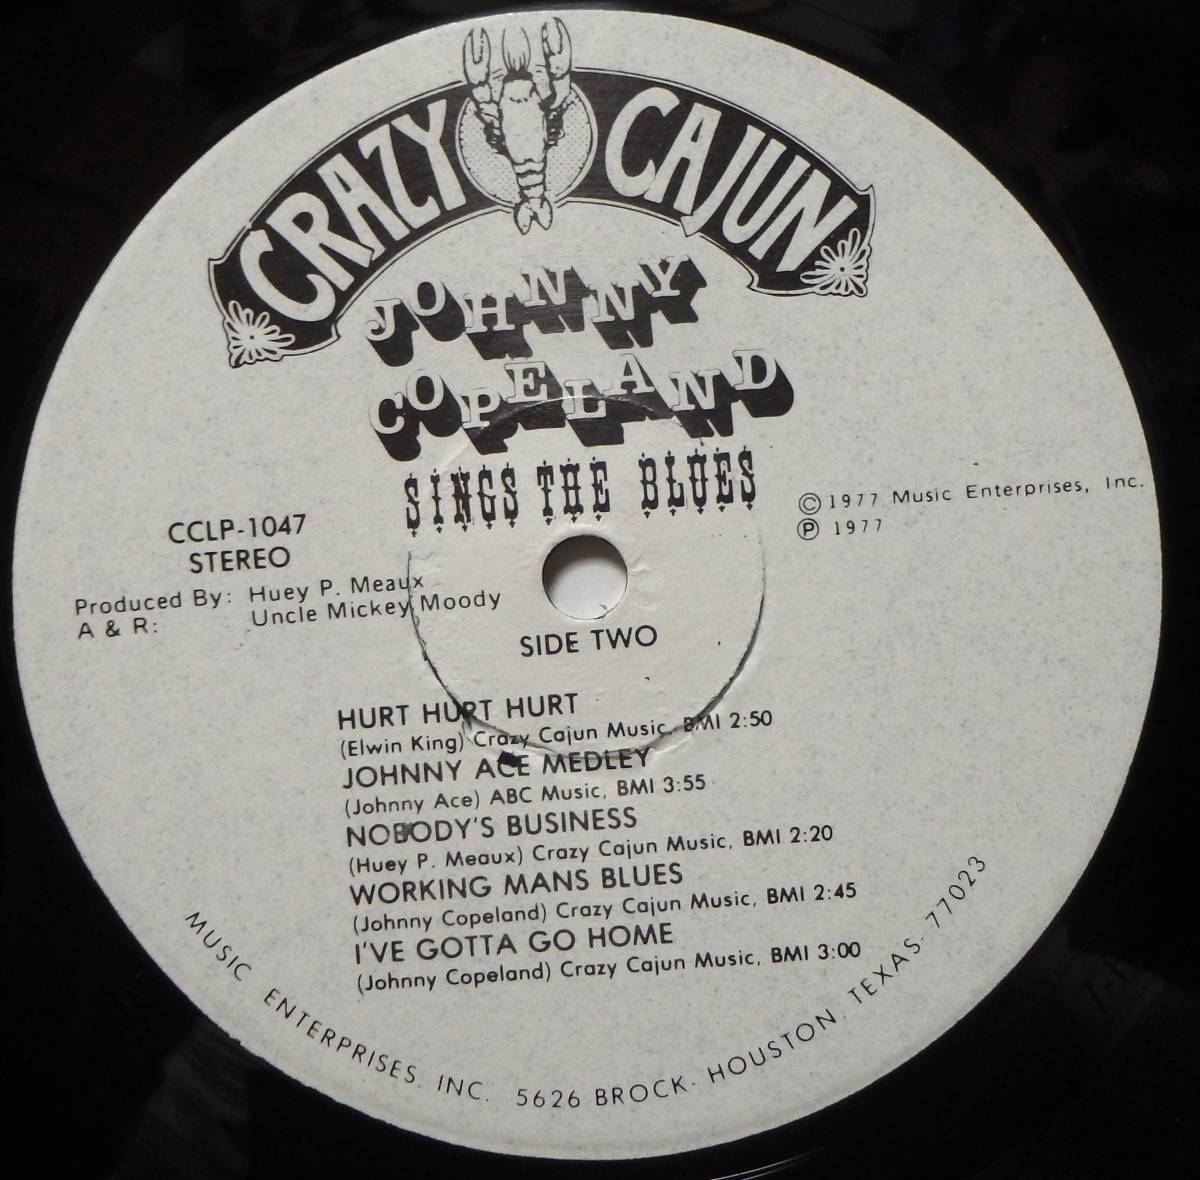 CRAZY CAJUN
JOHNNY
COPELAND
SINGS THE BLUES
CCLP-1047
STEREO
Ⓒ 1977 Music Enterprises, Inc.
Ⓟ 1977
Produced By: Huey P. Meaux
A & R: Uncle Mickey Moody
SIDE TWO
HURT HURT HURT
(Elwin King) Crazy Cajun Music, BMI 2:50
JOHNNY ACE MEDLEY
(Johnny Ace) ABC Music, BMI 3:55
NOBODY'S BUSINESS
(Huey P. Meaux) Crazy Cajun Music, BMI 2:20
WORKING MANS BLUES
(Johnny Copeland) Crazy Cajun Music, BMI 2:45
I'VE GOTTA GO HOME
(Johnny Copeland) Crazy Cajun Music, BMI 3:00
MUSIC ENTERPRISES, INC. 5626 BROCK. HOUSTON, TEXAS. 77023